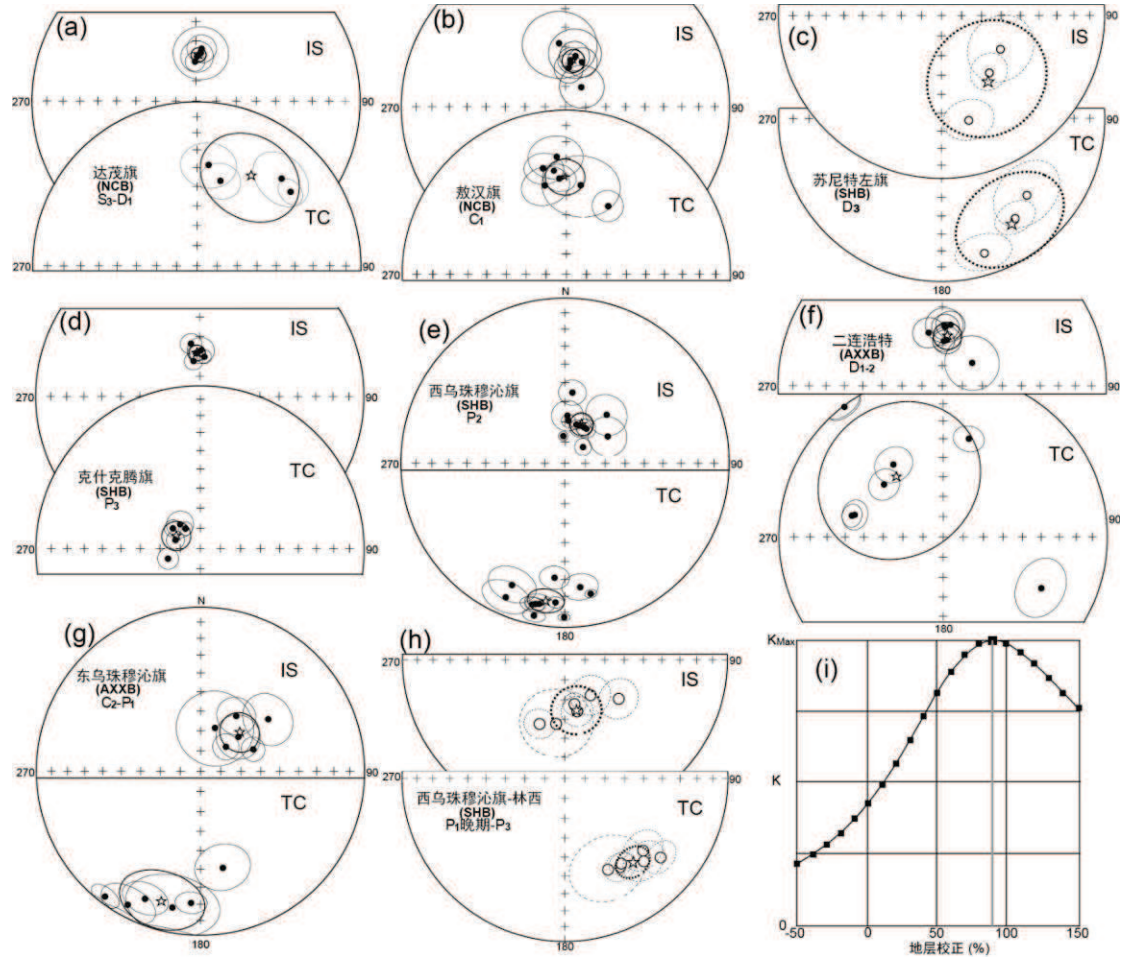 (a)
IS
270
90
达茂旗
(NCB)
S3-D1
TC
270
90
(b)
IS
270
90
敖汉旗
(NCB)
C1
TC
270
90
(c)
270
90
IS
270
90
TC
苏尼特左旗
(SHB)
D3
180
(d)
IS
270
90
克什克腾旗
(SHB)
P3
TC
270
90
N
(e)
西乌珠穆沁旗
(SHB)
P2
IS
270
90
TC
180
(f)
二连浩特
(AXXB)
D1-2
IS
270
TC
90
270
180
N
(g)
东乌珠穆沁旗
(AXXB)
C2-P1
IS
270
90
TC
180
(h)
270
90
IS
270
90
西乌珠穆沁旗-林西
(SHB)
P1晚期-P3
TC
180
KMax
(i)
K
0
-50
0
50
100
150
地层校正 (%)